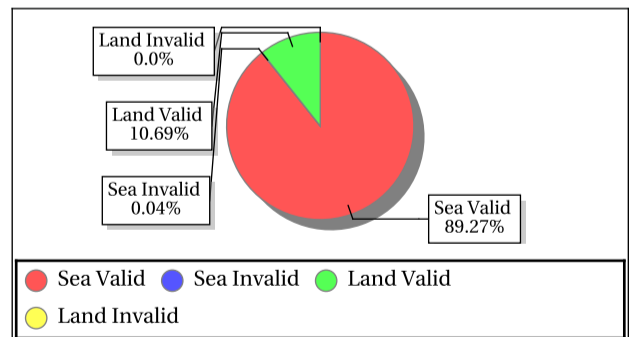 Land Invalid
0.0%
Land Valid
10.69%
Sea Invalid
0.04%
Sea Valid
89.27%
Sea Valid Sea Invalid Land Valid
Land Invalid